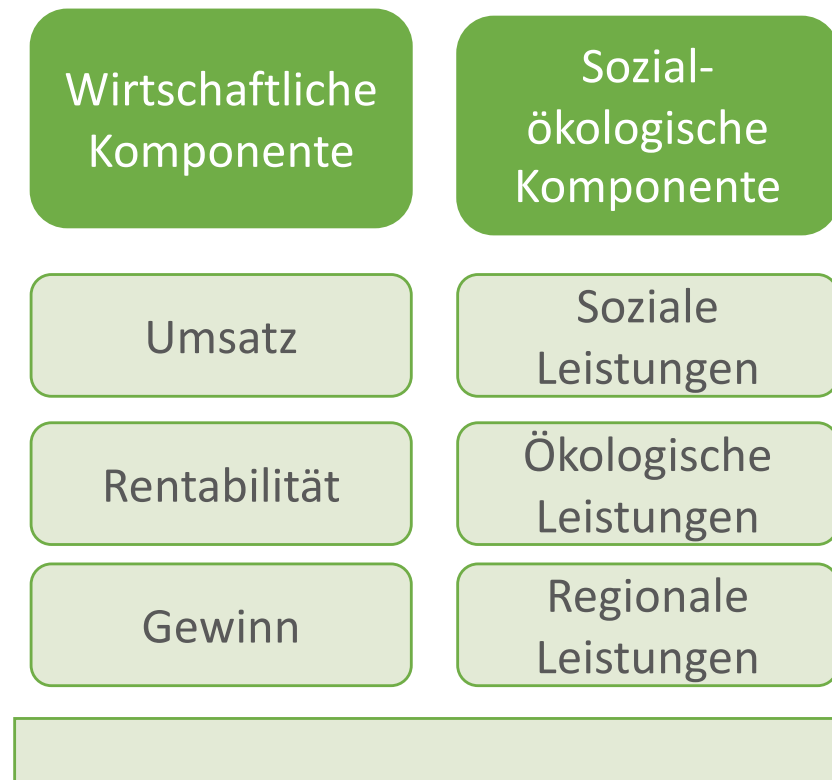 Wirtschaftliche
Komponente
Sozial-
ökologische
Komponente
Umsatz
Soziale
Leistungen
Rentabilität
Ökologische
Leistungen
Gewinn
Regionale
Leistungen